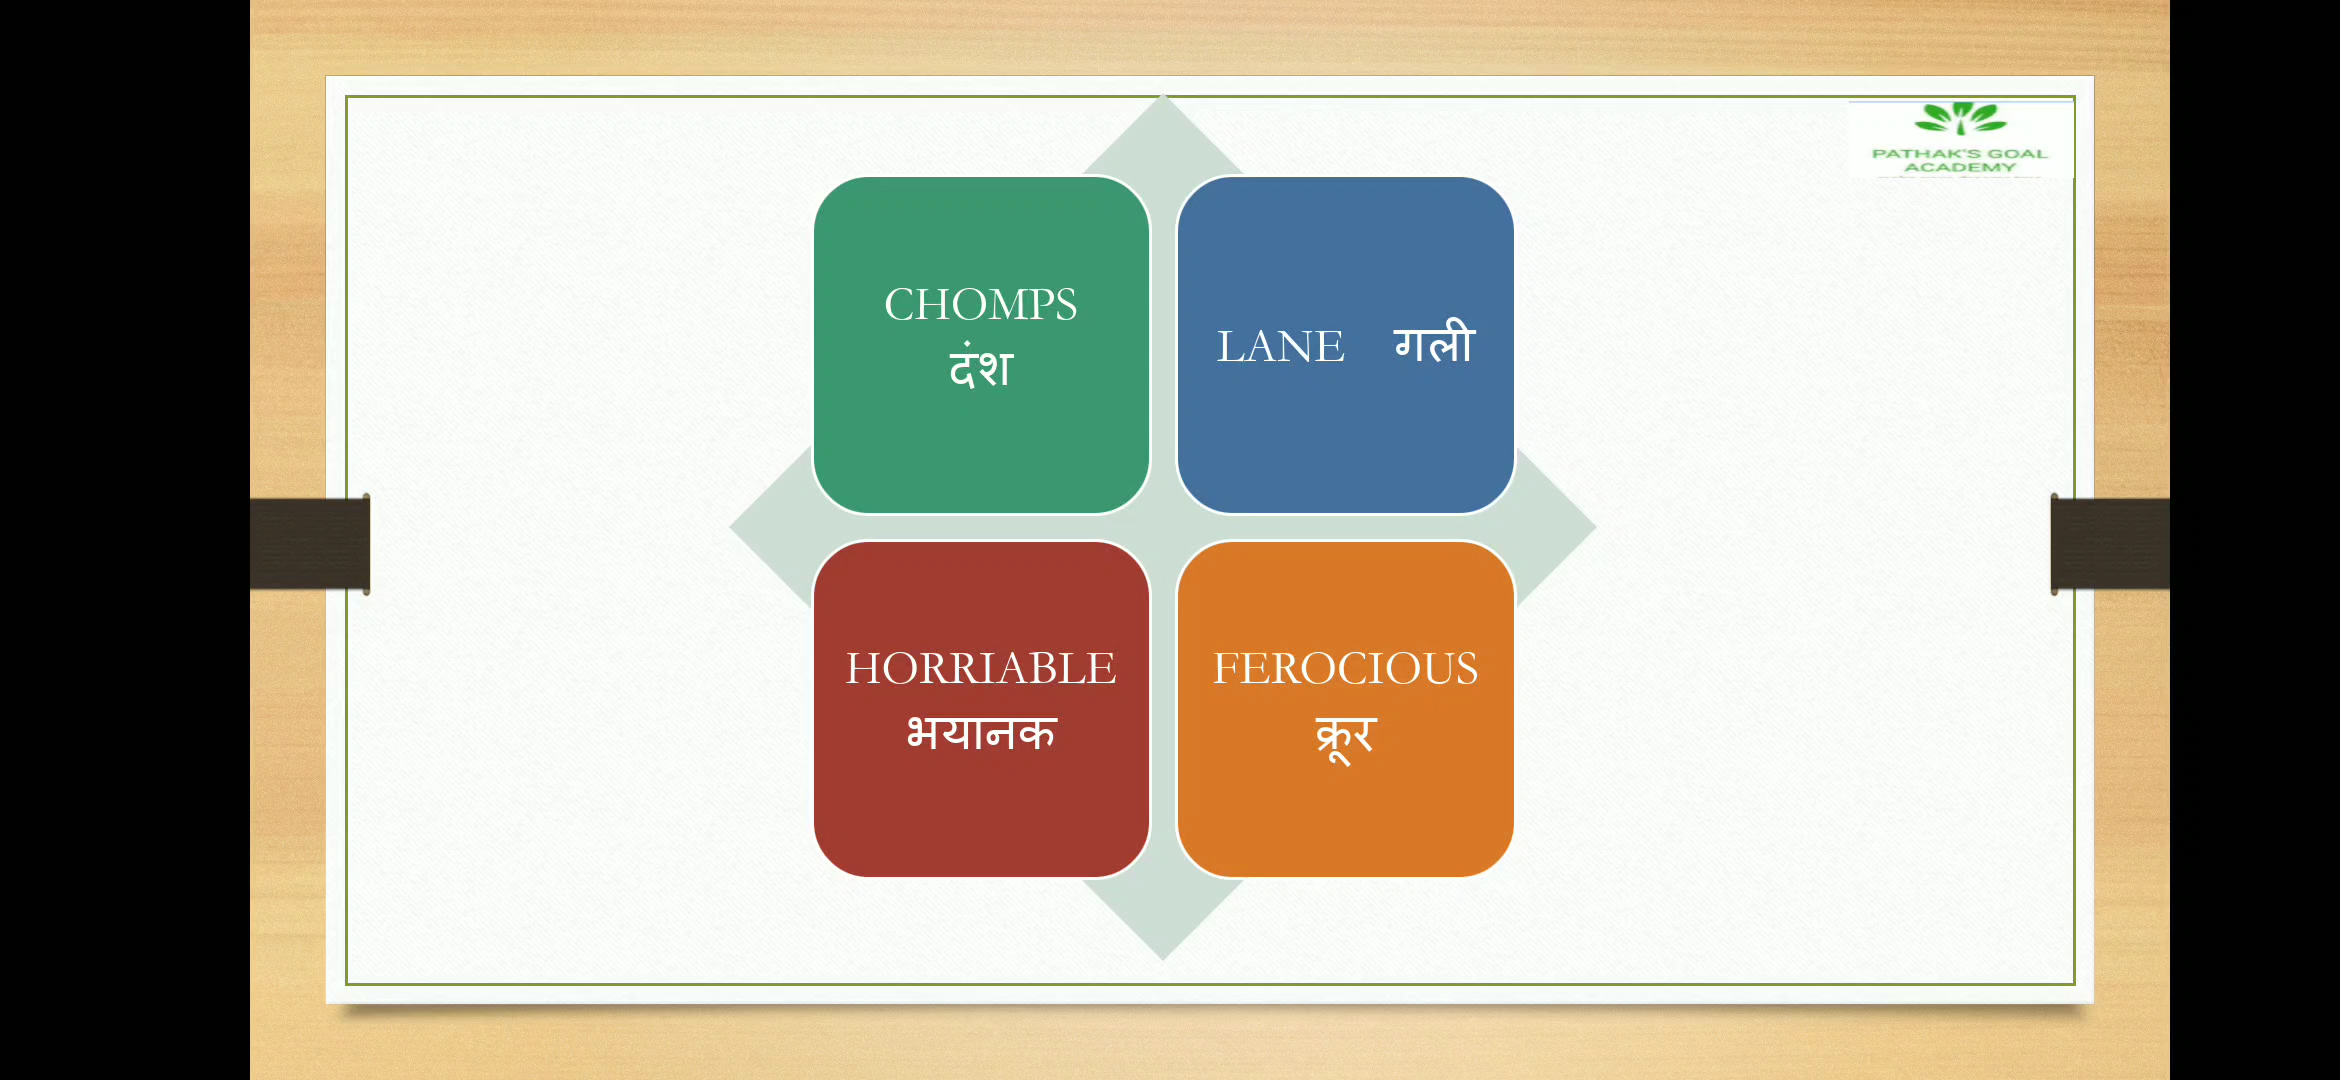 PATHAK'S GOAL
ACADEMY
CHOMPS
दंश
LANE गली
HORRIABLE
भयानक
FEROCIOUS
क्रूर